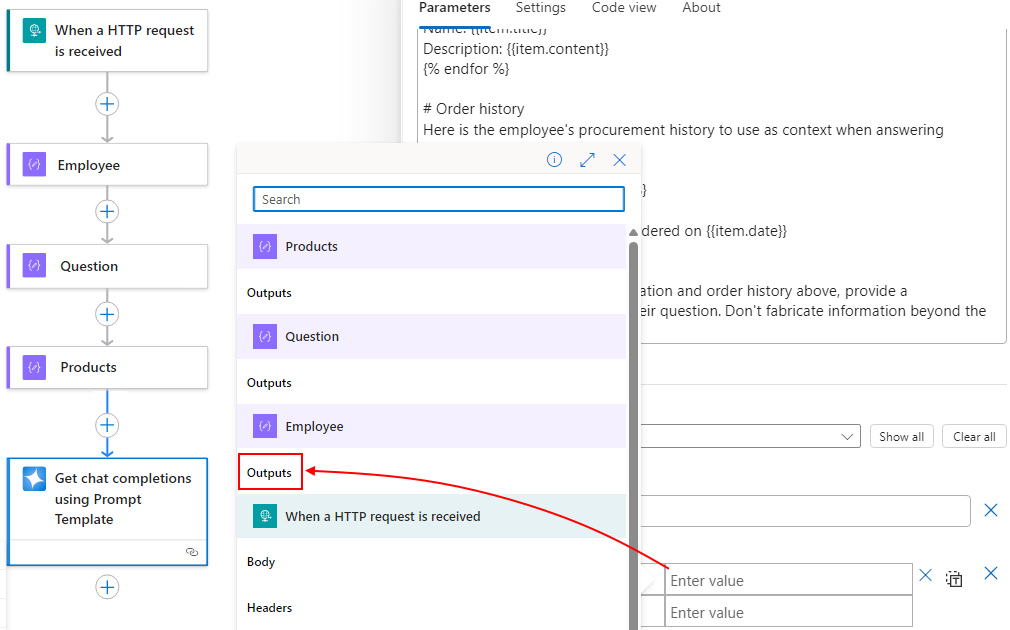 When a HTTP request
is received
Employee
Question
Products
Get chat completions
using Prompt
Template
Parameters
Settings
Code view
About
Name: {{item.title}}
Description: {{item.content}}
{% endfor %}
# Order history
Here is the employee's procurement history to use as context when answering
}
dered on {{item.date}}
ation and order history above, provide a
eir question. Don't fabricate information beyond the
Search
Products
Outputs
Question
Outputs
Employee
Outputs
When a HTTP request is received
Body
Headers
Show all
Clear all
Enter value
Enter value